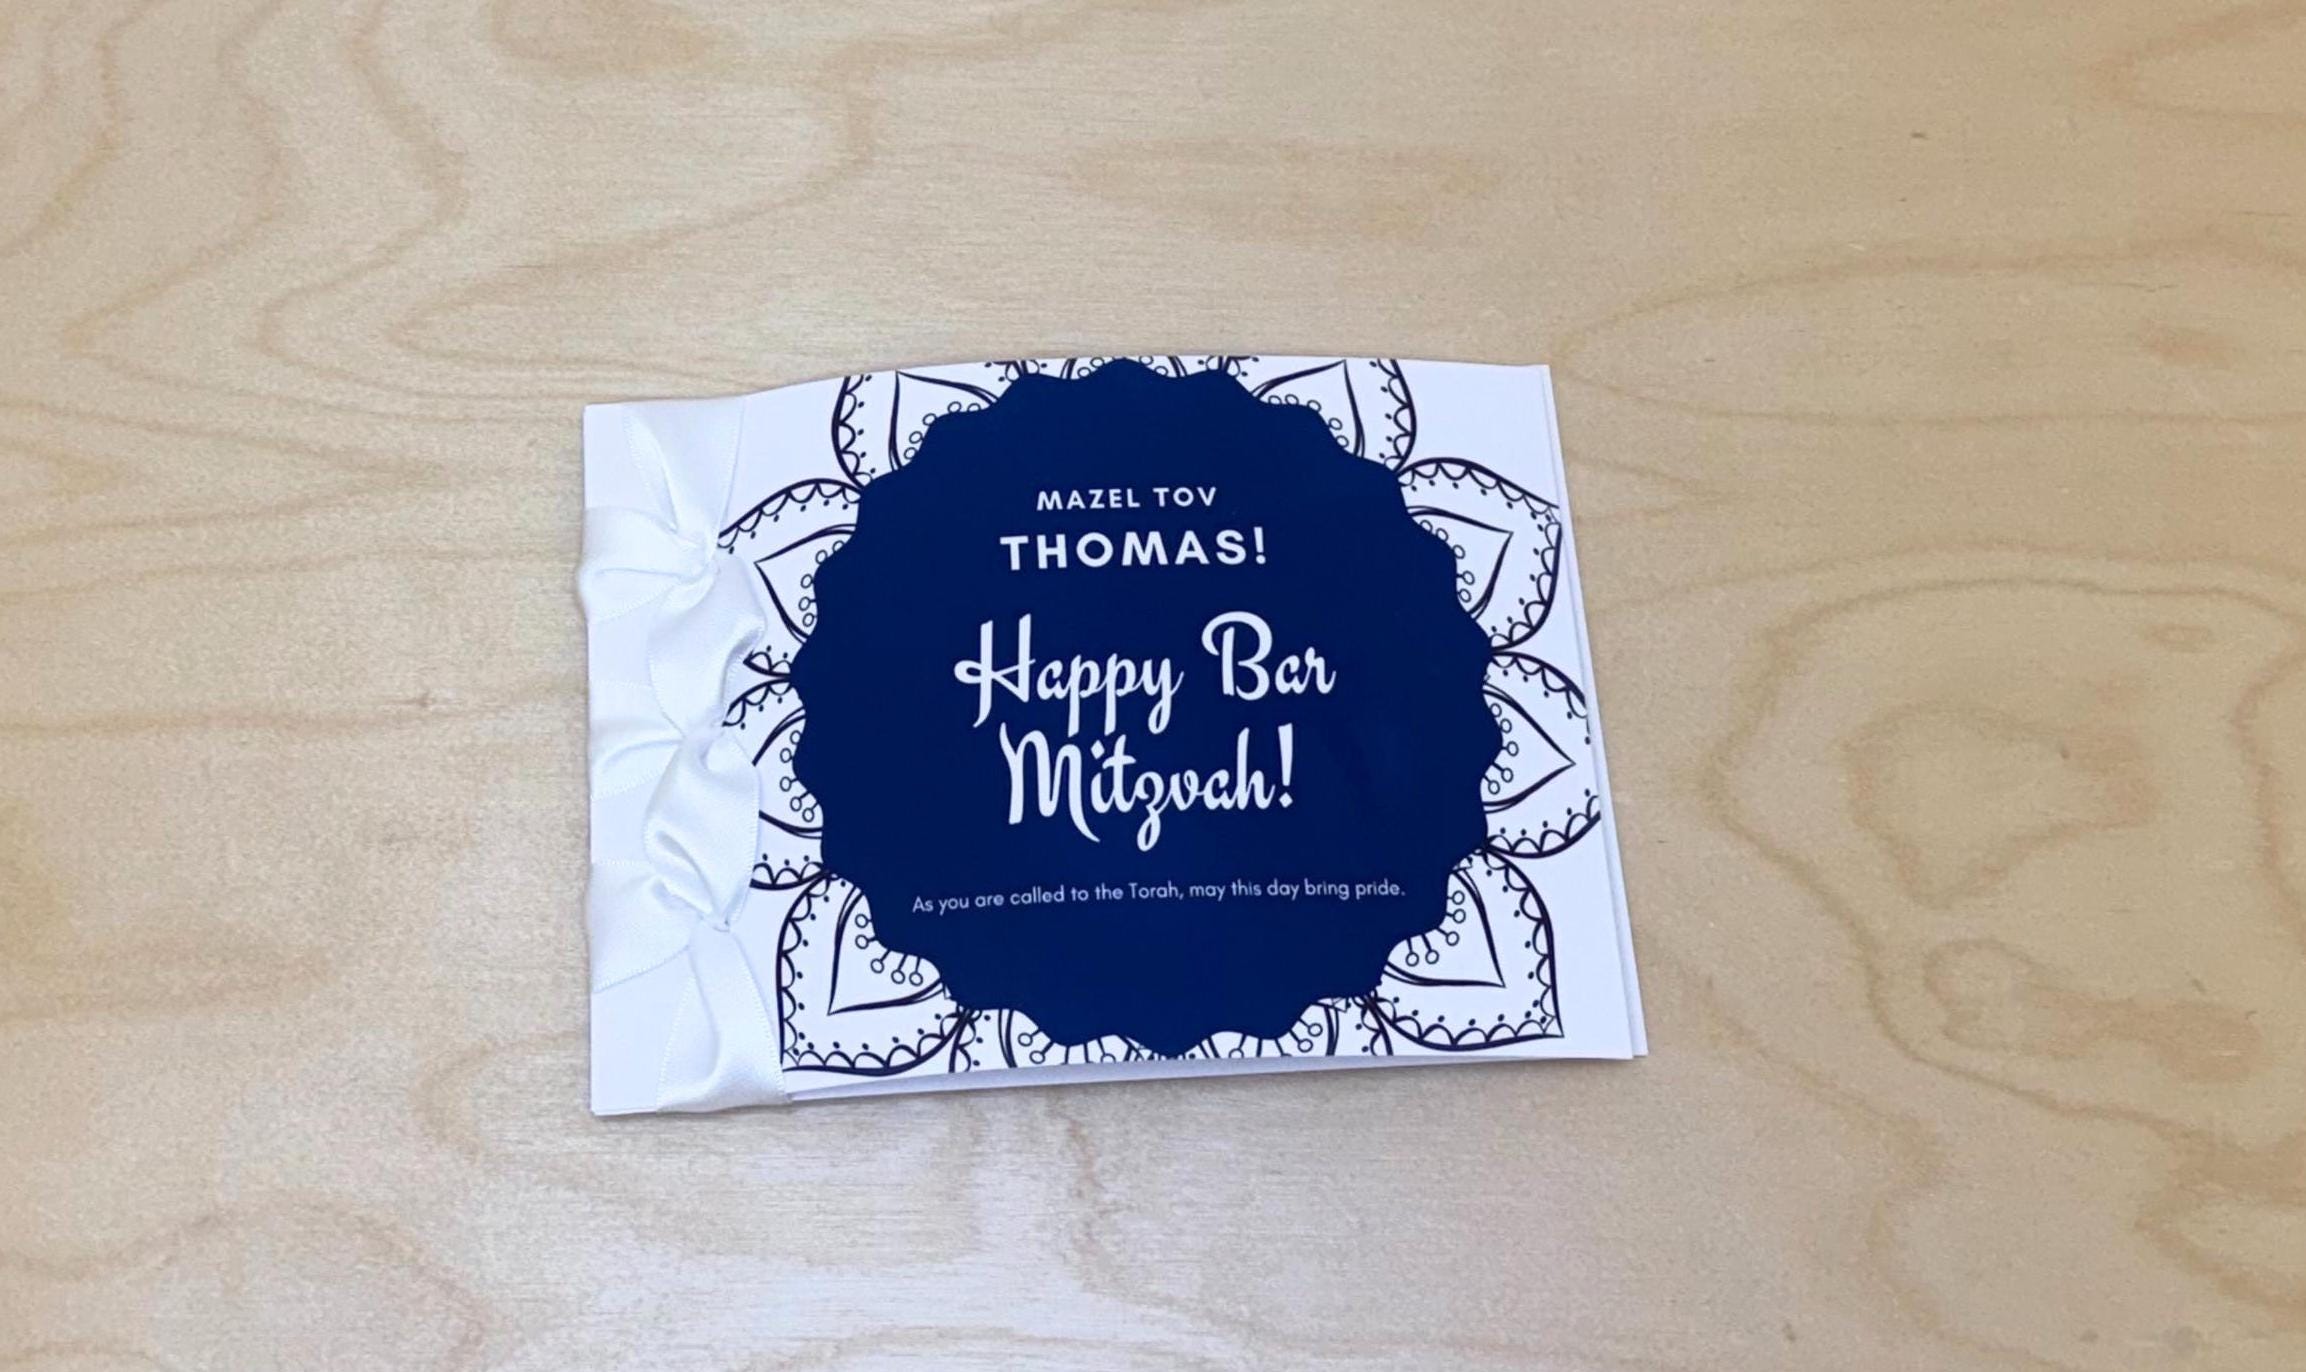 MAZEL TOV
THOMAS!
Happy Bar
Mitzvah!
As you are called to the Torah, may this day bring pride.